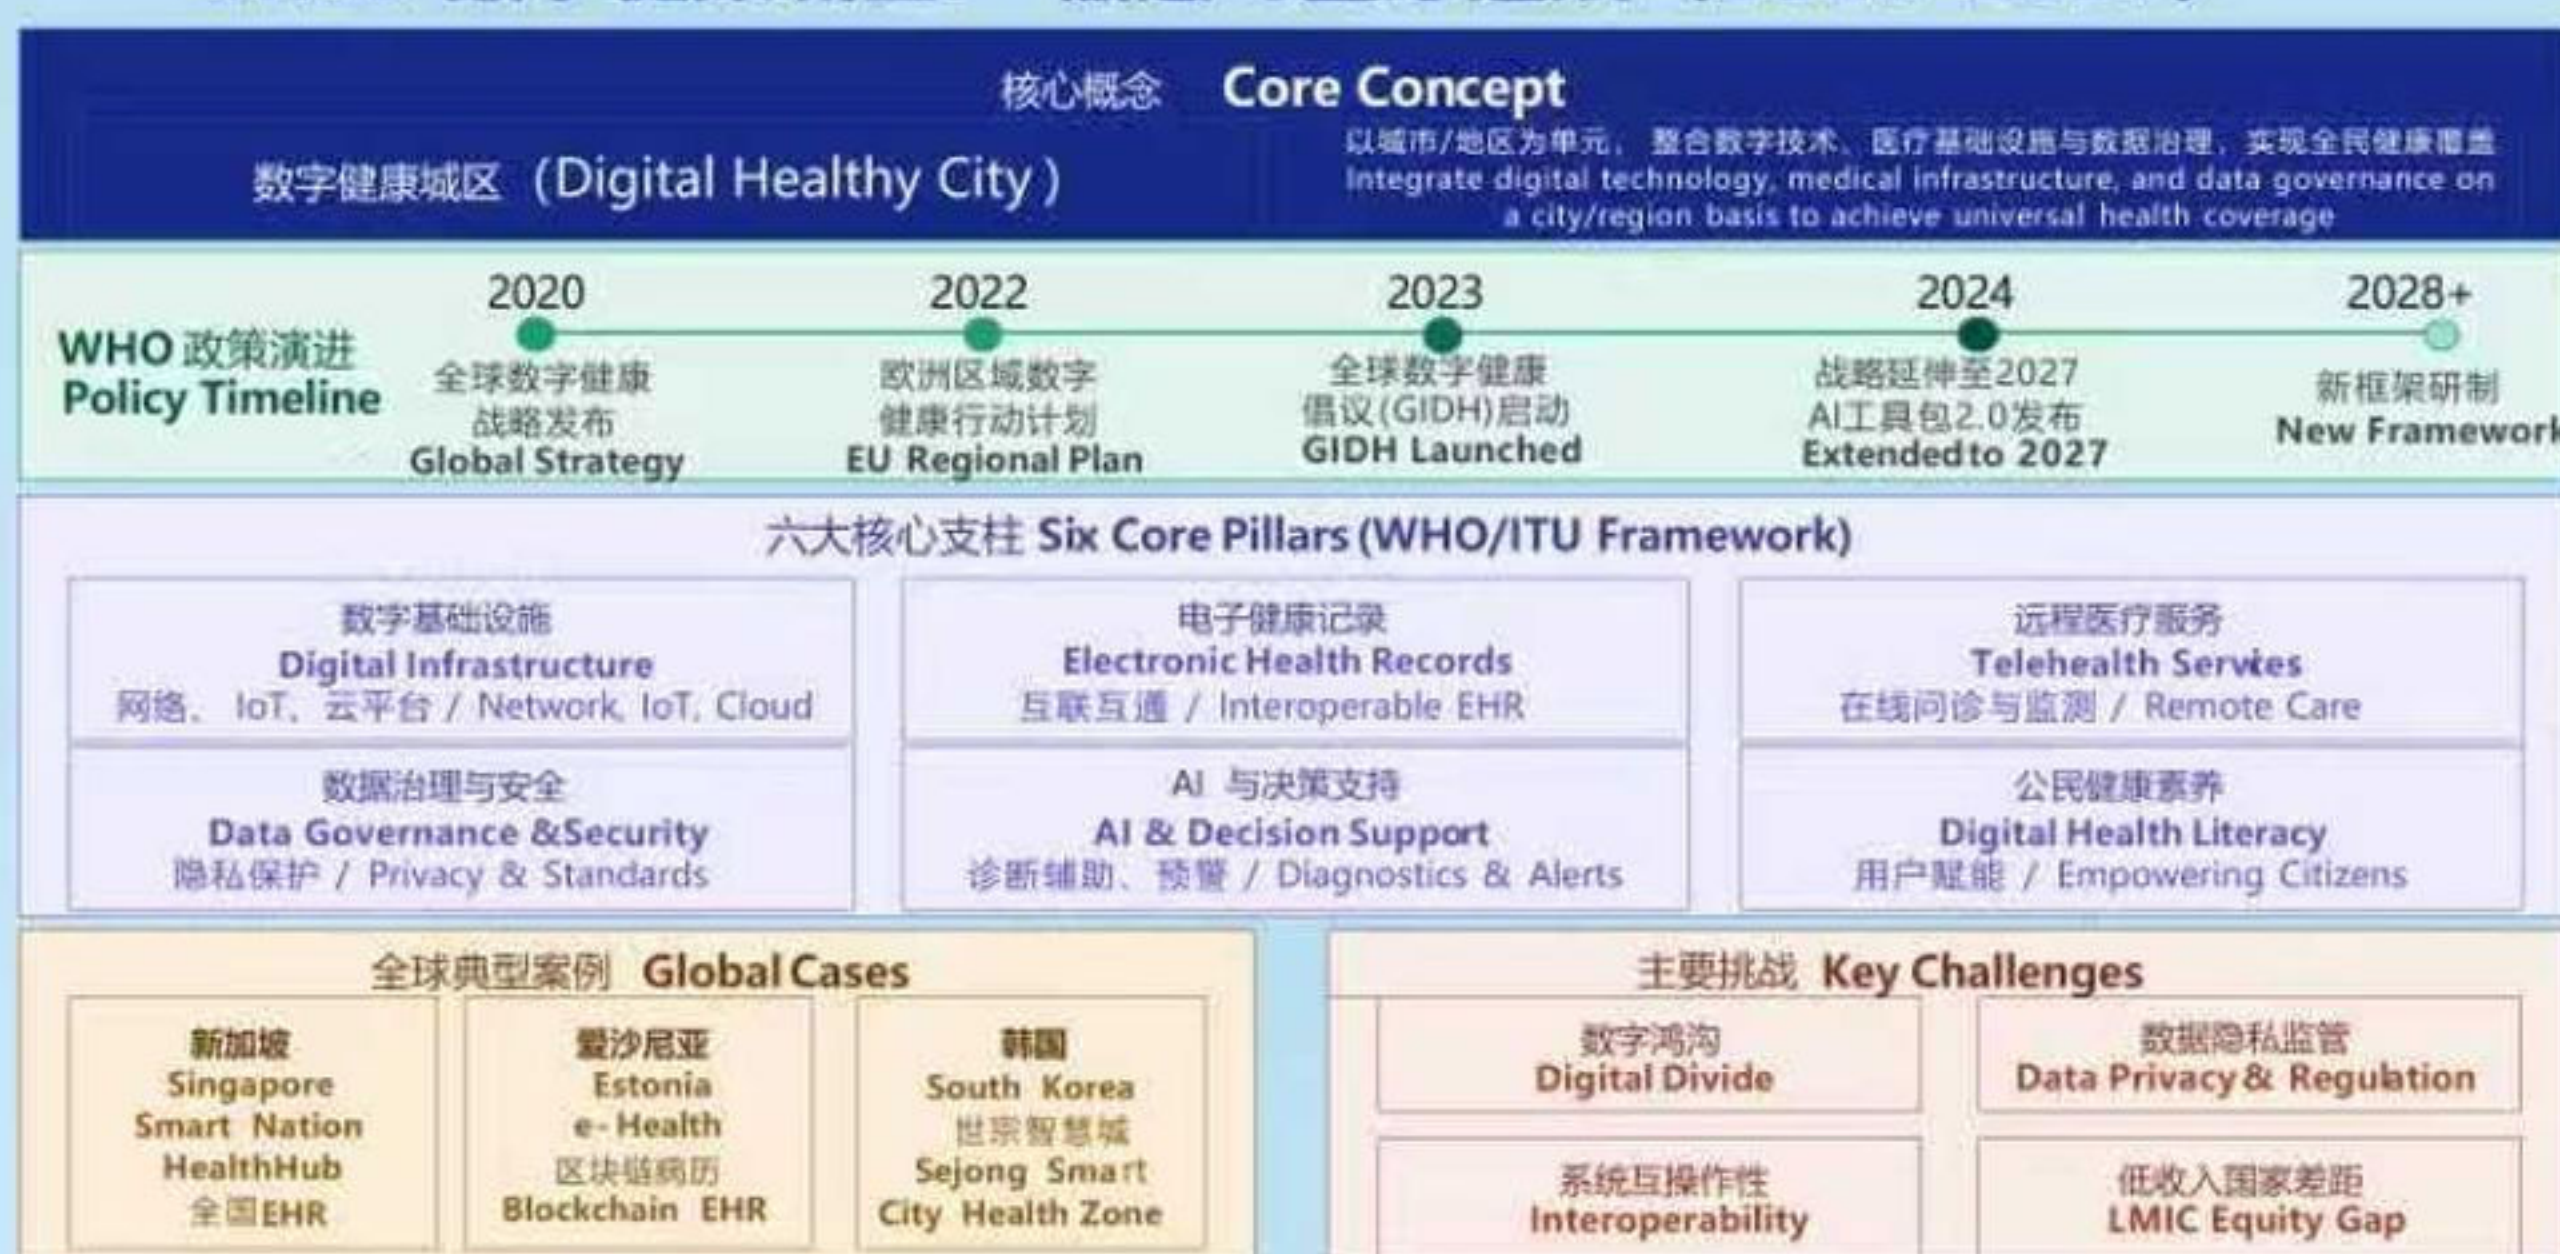 核心概念 Core Concept
数字健康城区 (Digital Healthy City)
以城市/地区为单元，整合数字技术、医疗基础设施与数据治理，实现全民健康覆盖
Integrate digital technology, medical infrastructure, and data governance on
a city/region basis to achieve universal health coverage
WHO 政策演进
Policy Timeline
2020
全球数字健康
战略发布
Global Strategy
2022
欧洲区域数字
健康行动计划
EU Regional Plan
2023
全球数字健康
倡议(GIDH)启动
GIDH Launched
2024
战略延伸至2027
AI工具包2.0发布
Extendedto 2027
2028+
新框架研制
New Framework
六大核心支柱 Six Core Pillars (WHO/ITU Framework)
数字基础设施
Digital Infrastructure
网络、IoT、云平台 / Network, IoT, Cloud
电子健康记录
Electronic Health Records
互联互通 / Interoperable EHR
远程医疗服务
Telehealth Services
在线问诊与监测 / Remote Care
数据治理与安全
Data Governance &Security
隐私保护 / Privacy & Standards
AI 与决策支持
AI & Decision Support
诊断辅助、预警 / Diagnostics & Alerts
公民健康素养
Digital Health Literacy
用户赋能 / Empowering Citizens
全球典型案例 Global Cases
新加坡
Singapore
Smart Nation
HealthHub
全国EHR
爱沙尼亚
Estonia
e-Health
区块链病历
Blockchain EHR
韩国
South Korea
世宗智慧城
Sejong Smart
City Health Zone
主要挑战 Key Challenges
数字鸿沟
Digital Divide
数据隐私监管
Data Privacy & Regulation
系统互操作性
Interoperability
低收入国家差距
LMIC Equity Gap